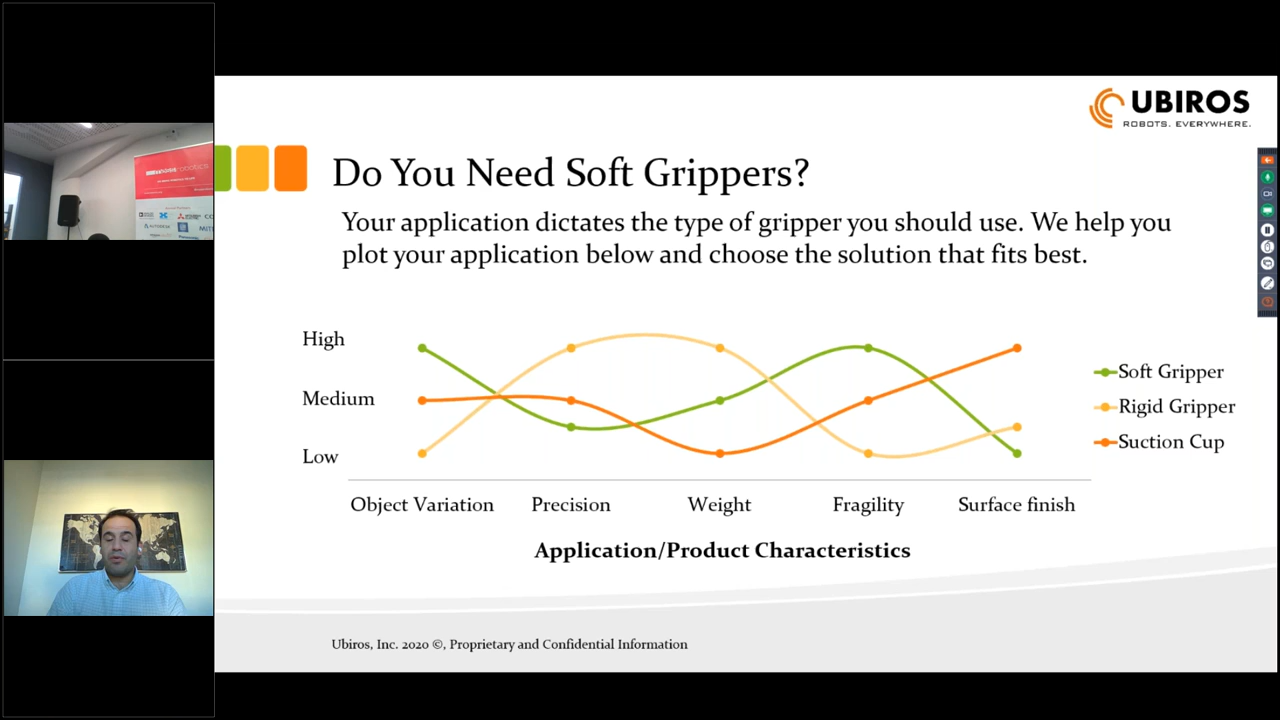 UBIROS
ROBOTS. EVERYWHERE.
Do You Need Soft Grippers?
Your application dictates the type of gripper you should use. We help you
plot your application below and choose the solution that fits best.
High
Medium
Low
Soft Gripper
Rigid Gripper
Suction Cup
Object Variation
Precision
Weight
Fragility
Surface finish
Application/Product Characteristics
Ubiros, Inc. 2020 ©, Proprietary and Confidential Information
robotics
AUTODESK